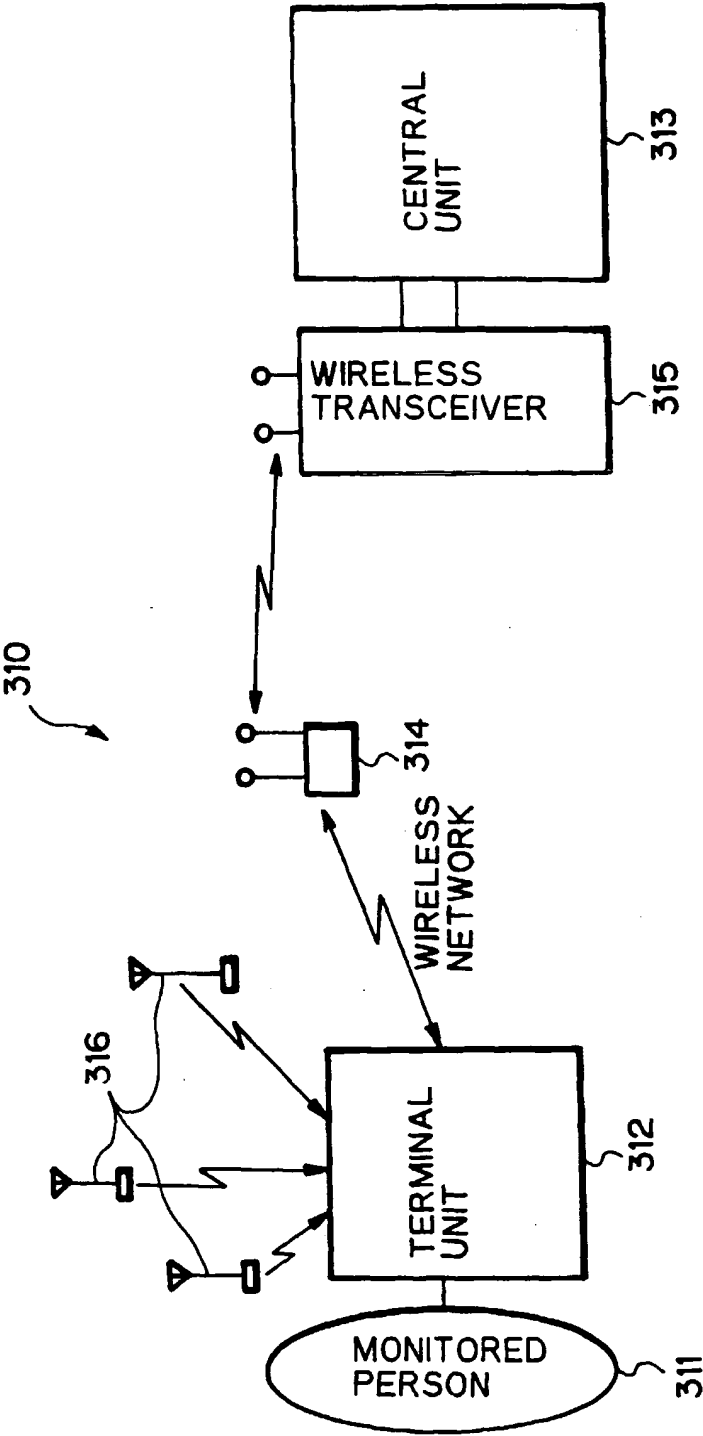 310
316
MONITORED
PERSON
311
TERMINAL
UNIT
312
WIRELESS
NETWORK
314
WIRELESS
TRANSCEIVER
315
CENTRAL
UNIT
313